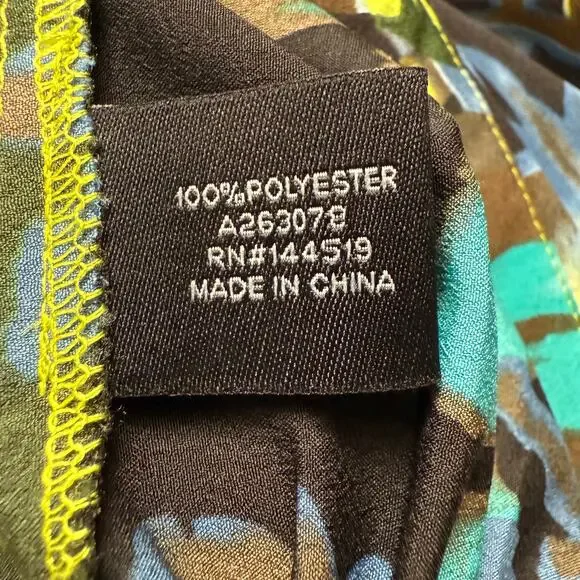 100%POLYESTER
A263078
RN#144519
MADE IN CHINA